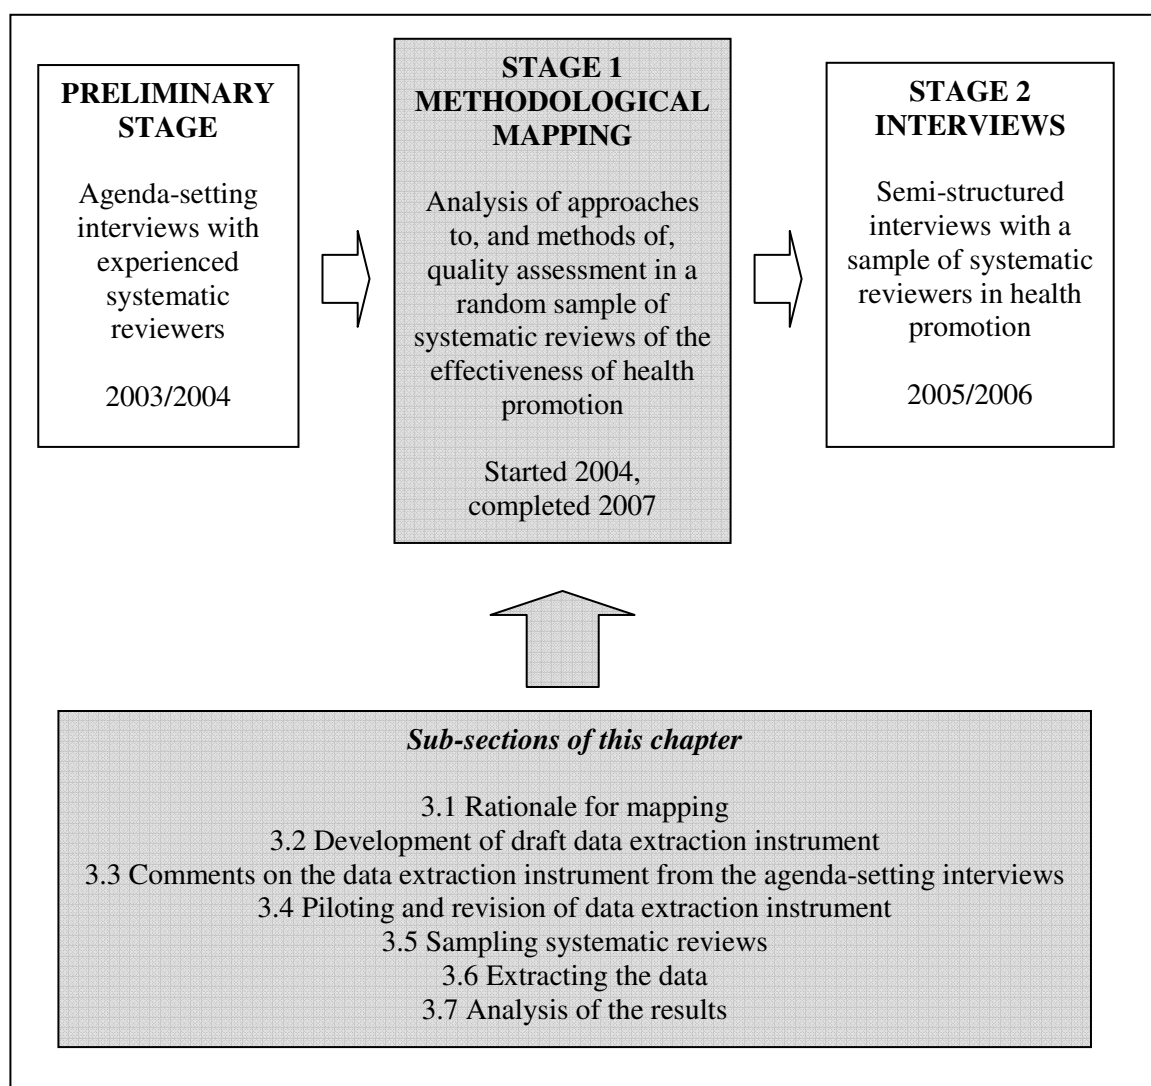 PRELIMINARY
STAGE
Agenda-setting
interviews with
experienced
systematic
reviewers
2003/2004
STAGE 1
METHODOLOGICAL
MAPPING
Analysis of approaches
to, and methods of,
quality assessment in a
random sample of
systematic reviews of the
effectiveness of health
promotion
Started 2004,
completed 2007
STAGE 2
INTERVIEWS
Semi-structured
interviews with a
sample of systematic
reviewers in health
promotion
2005/2006
Sub-sections of this chapter
3.1 Rationale for mapping
3.2 Development of draft data extraction instrument
3.3 Comments on the data extraction instrument from the agenda-setting interviews
3.4 Piloting and revision of data extraction instrument
3.5 Sampling systematic reviews
3.6 Extracting the data
3.7 Analysis of the results